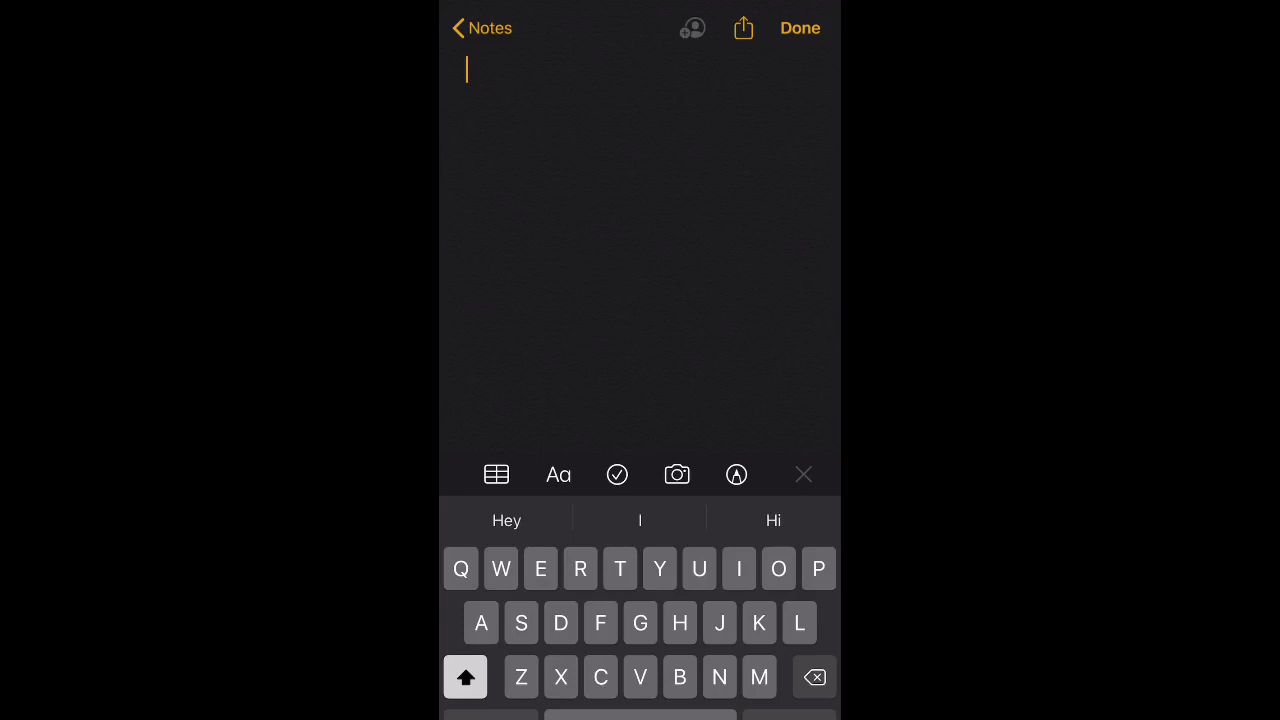 Notes Done
Aa
Hey I Hi
Q W E R T Y U I O P
A S D F G H J K L
Z X C V B N M